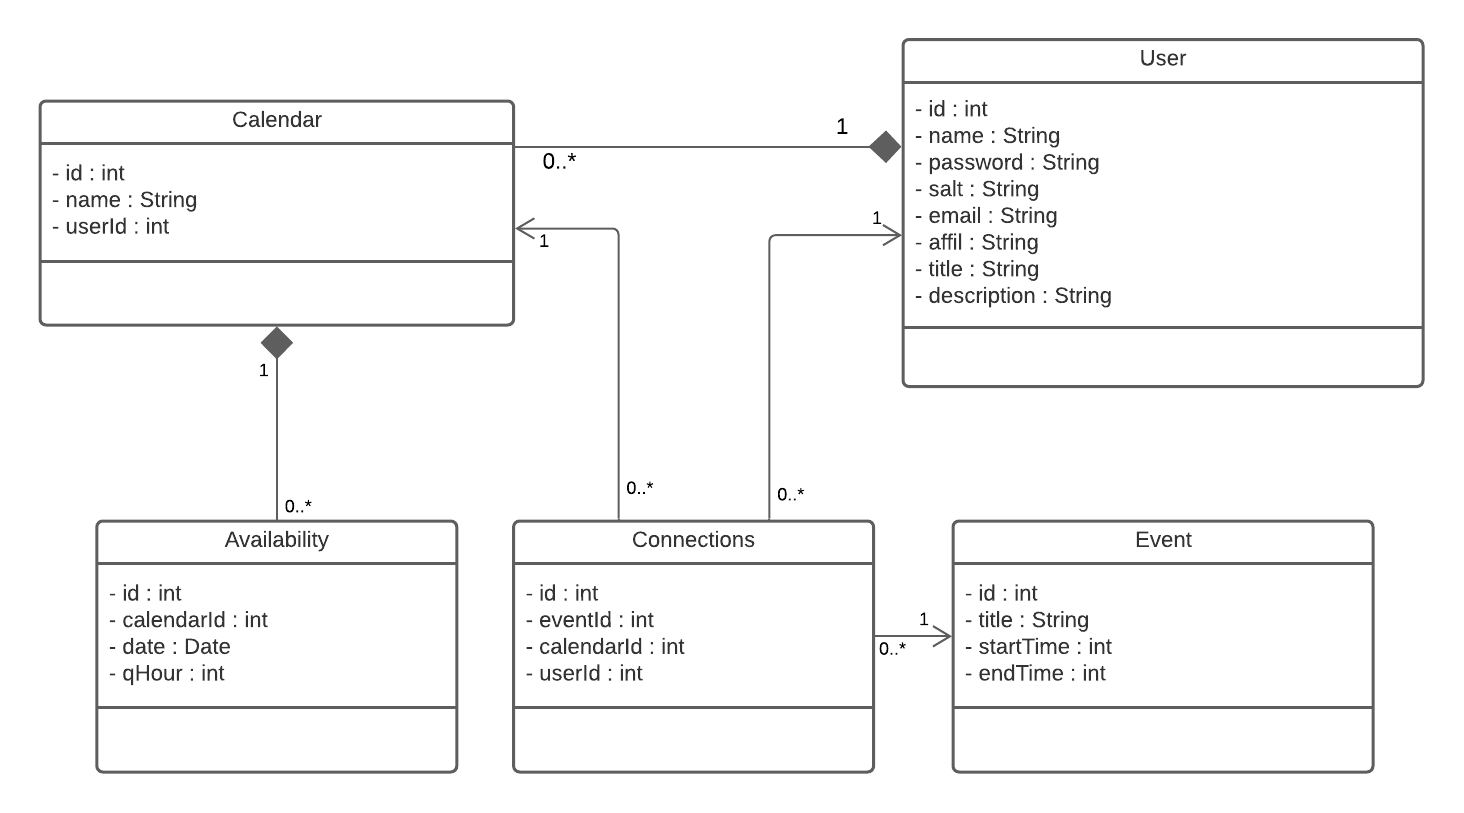 User
- id : int
- name : String
- password : String
- salt : String
- email : String
- affil : String
- title : String
- description : String
Calendar
- id : int
- name : String
- userId : int
1
0..*
1
1
1
0..*
0..*
0..*
Availability
- id : int
- calendarId : int
- date : Date
- qHour : int
Connections
- id : int
- eventId : int
- calendarId : int
- userId : int
1
0..*
Event
- id : int
- title : String
- startTime : int
- endTime : int